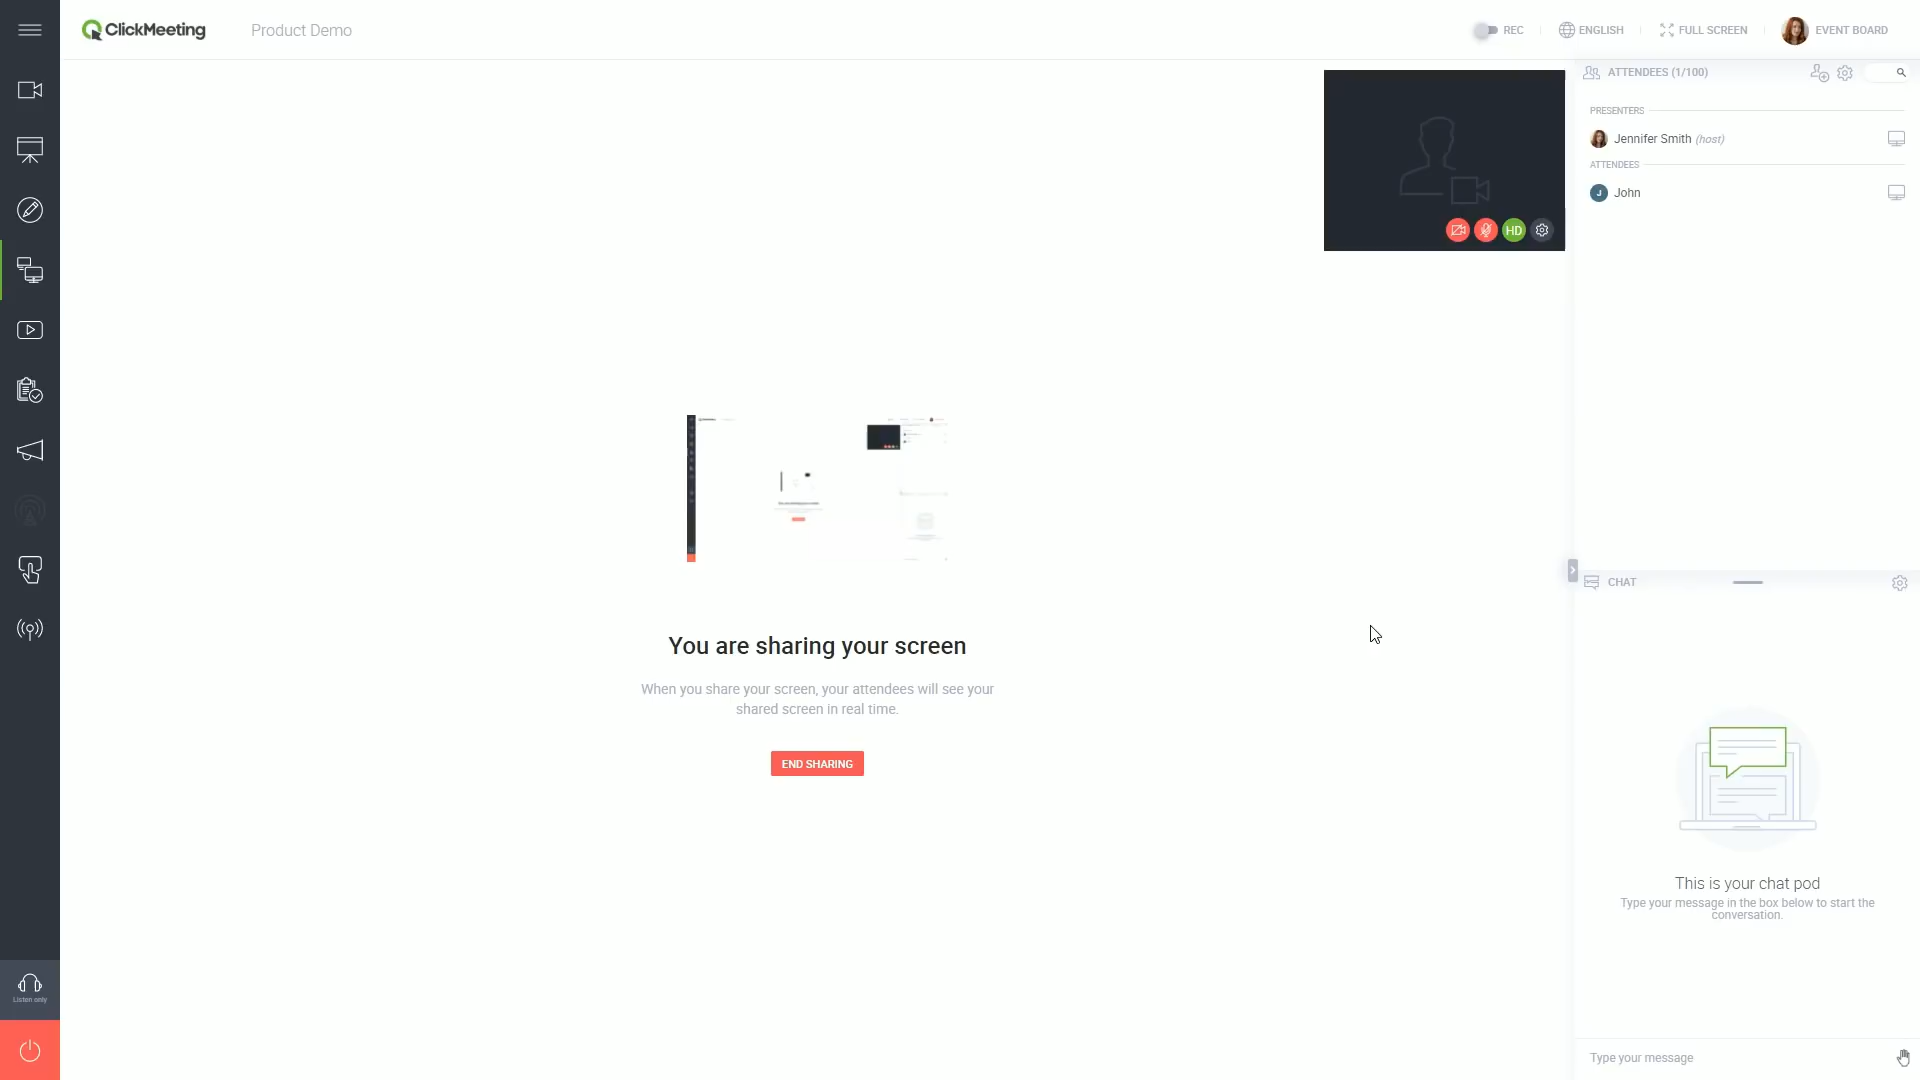 ClickMeeting
Product Demo
REC
ENGLISH
FULL SCREEN
EVENT BOARD
ATTENDEES (1/100)
PRESENTERS
Jennifer Smith (host)
ATTENDEES
J
John
HD
You are sharing your screen
When you share your screen, your attendees will see your
shared screen in real time.
END SHARING
CHAT
This is your chat pod
Type your message in the box below to start the
conversation.
Listen only
Type your message